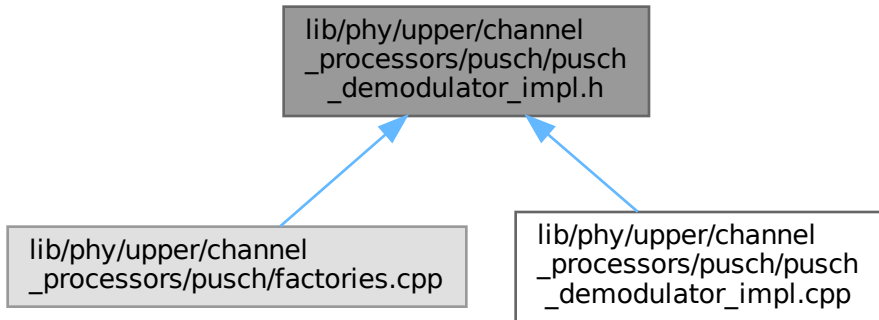 lib/phy/upper/channel
_processors/pusch/pusch
_demodulator_impl.h
lib/phy/upper/channel
_processors/pusch/factories.cpp
lib/phy/upper/channel
_processors/pusch/pusch
_demodulator_impl.cpp